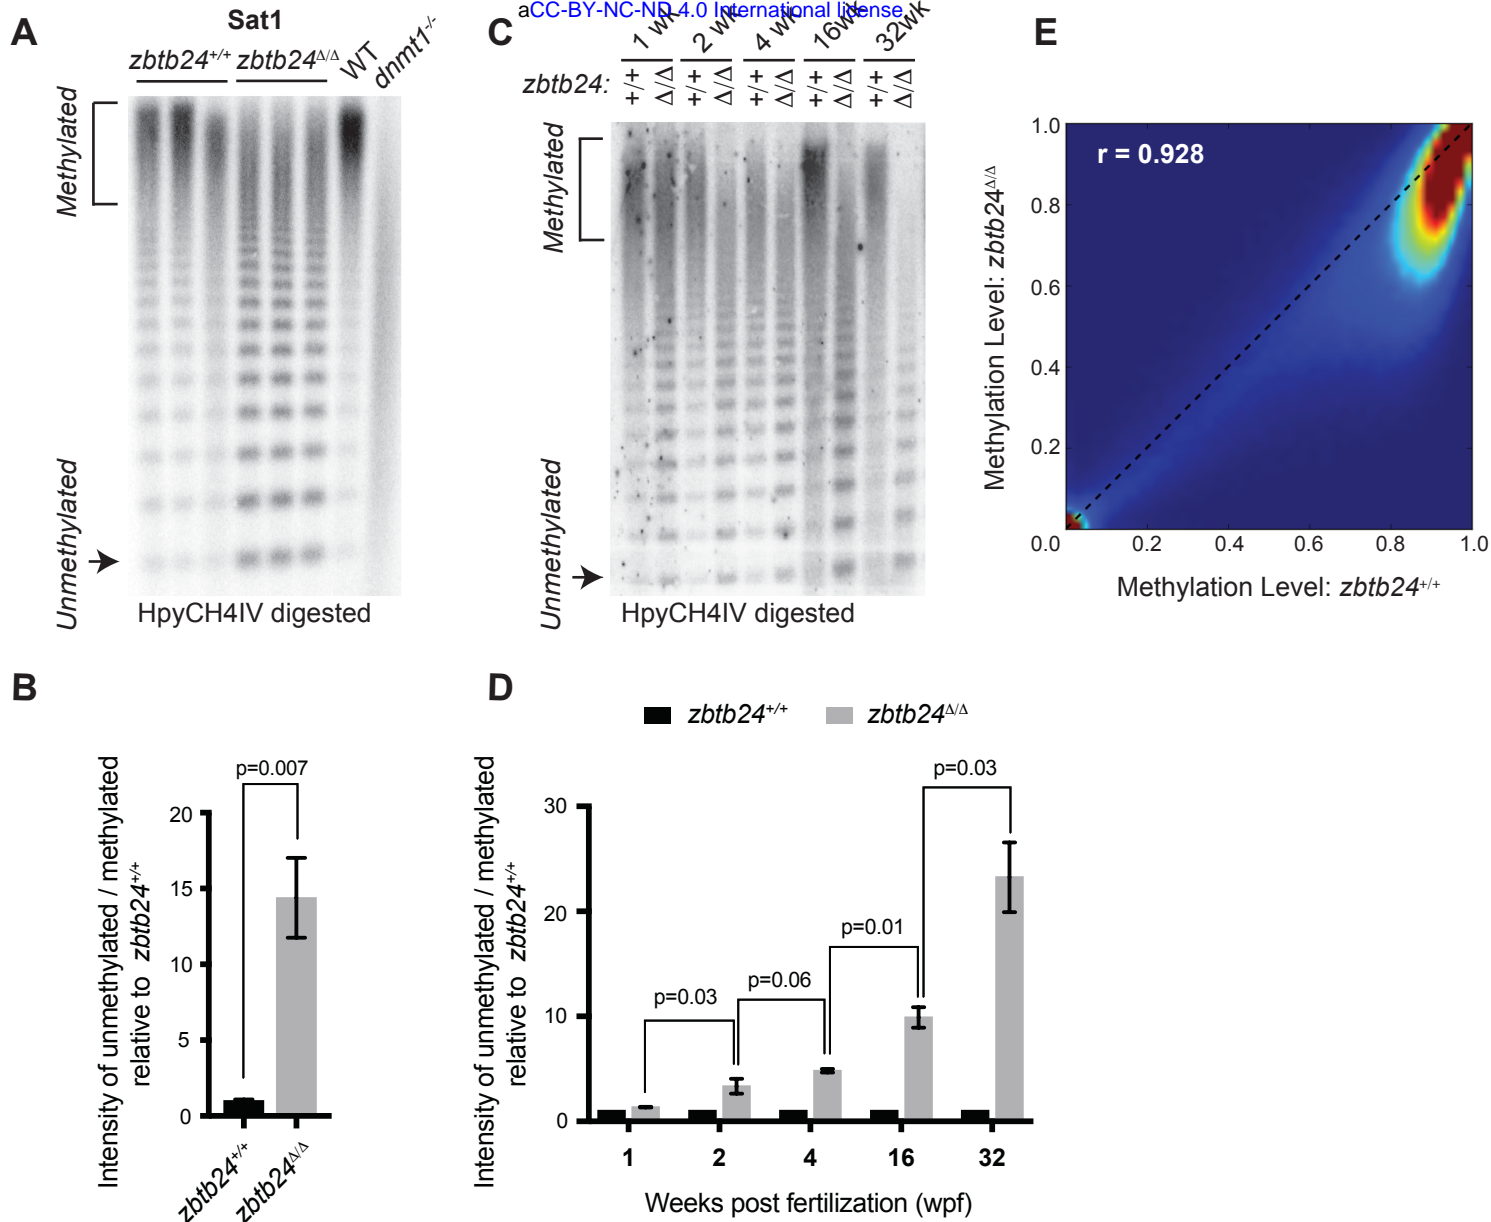 aCC-BY-NC-ND 4.0 International license.
A
Sat1
zbtb24+/+ zbtb24Δ/Δ WT dnmt1-/-
Methylated
Unmethylated
HpyCH4IV digested
C
1 wk 2 wk 4 wk 16wk 32wk
zbtb24: +/+ Δ/Δ +/+ Δ/Δ +/+ Δ/Δ +/+ Δ/Δ +/+ Δ/Δ
Methylated
Unmethylated
HpyCH4IV digested
E
r = 0.928
Methylation Level: zbtb24Δ/Δ
1.0
0.8
0.6
0.4
0.2
0.0 0.2 0.4 0.6 0.8 1.0
Methylation Level: zbtb24+/+
B
Intensity of unmethylated / methylated
relative to zbtb24+/+
p=0.007
20
15
10
5
0
zbtb24+/+ zbtb24Δ/Δ
D
zbtb24+/+ zbtb24Δ/Δ
Intensity of unmethylated / methylated
relative to zbtb24+/+
30
20
10
0
p=0.03
p=0.06
p=0.01
p=0.03
1 2 4 16 32
Weeks post fertilization (wpf)